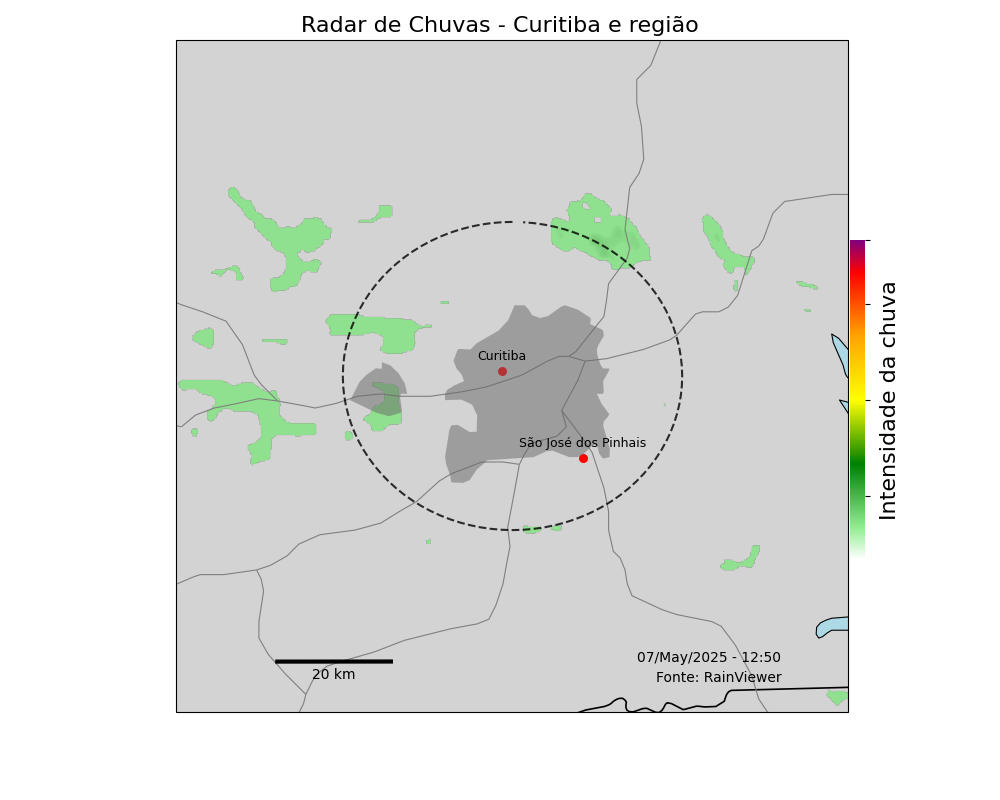 Radar de Chuvas - Curitiba e região
Curitiba
São José dos Pinhais
Intensidade da chuva
07/May/2025 - 12:50
Fonte: RainViewer
20 km